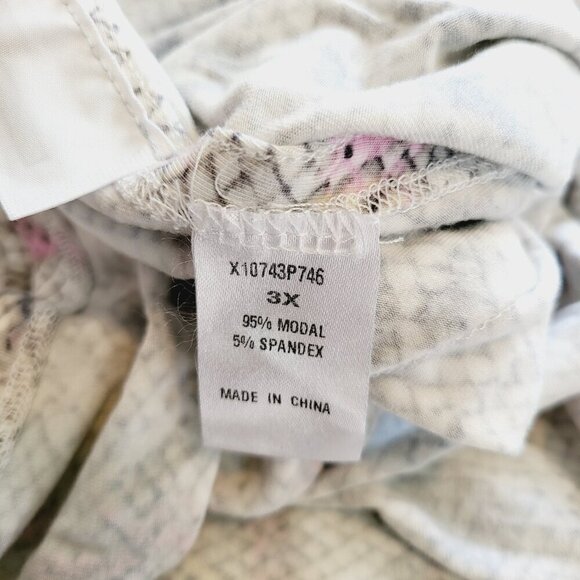 X10743P746
3X
95% MODAL
5% SPANDEX
MADE IN CHINA